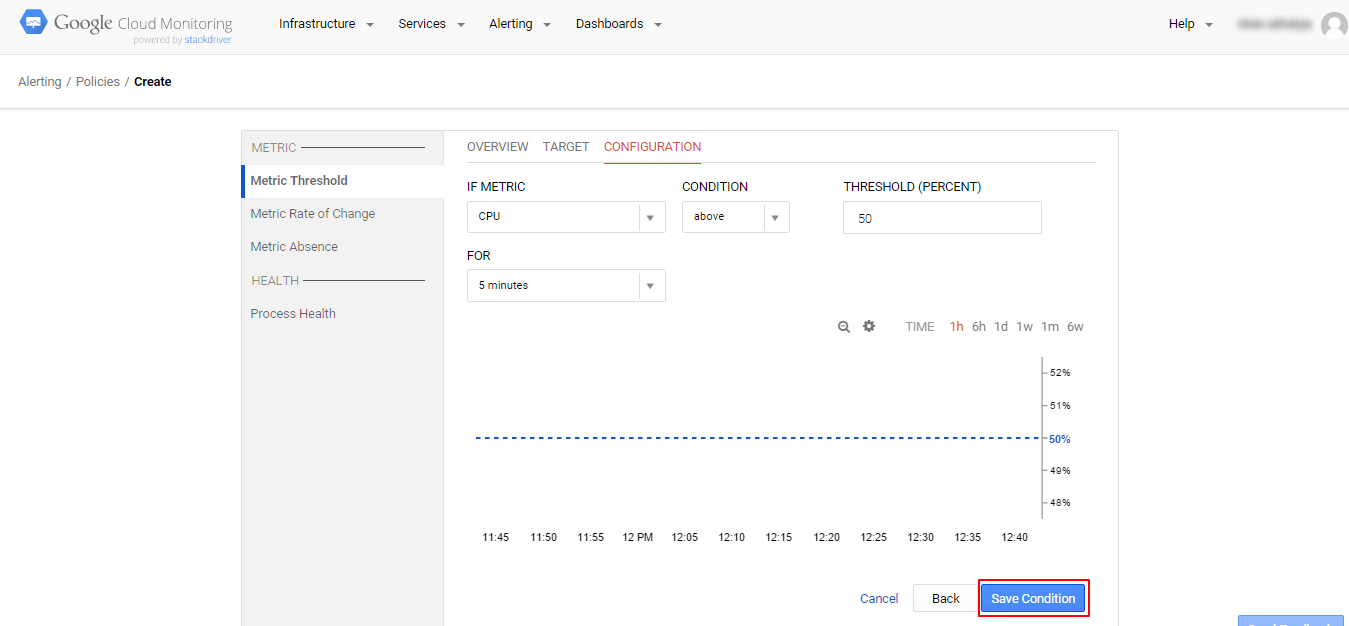 Google Cloud Monitoring
powered by stackdriver
Infrastructure Services Alerting Dashboards Help
Alerting / Policies / Create
METRIC
Metric Threshold
Metric Rate of Change
Metric Absence
HEALTH
Process Health
OVERVIEW TARGET CONFIGURATION
IF METRIC CONDITION THRESHOLD (PERCENT)
CPU above 50
FOR
5 minutes
TIME 1h 6h 1d 1w 1m 6w
52%
51%
50%
49%
48%
11:45 11:50 11:55 12 PM 12:05 12:10 12:15 12:20 12:25 12:30 12:35 12:40
Cancel Back Save Condition